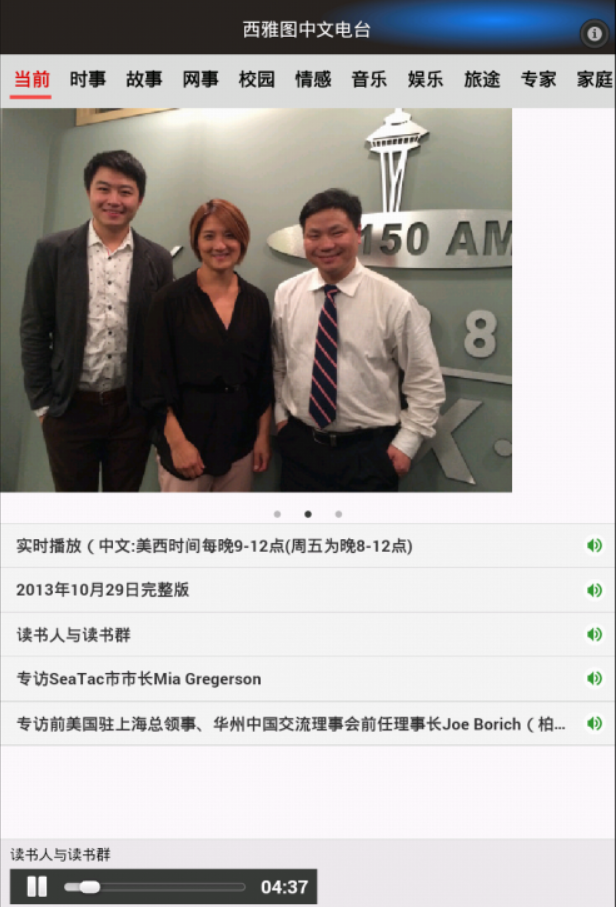 西雅图中文电台
当前 时事 故事 网事 校园 情感 音乐 娱乐 旅途 专家 家庭
150 AM
8
K
实时播放（中文:美西时间每晚9-12点(周五为晚8-12点)
2013年10月29日完整版
读书人与读书群
专访SeaTac市市长Mia Gregerson
专访前美国驻上海总领事、华州中国交流理事会前任理事长Joe Borich（柏...
读书人与读书群
04:37